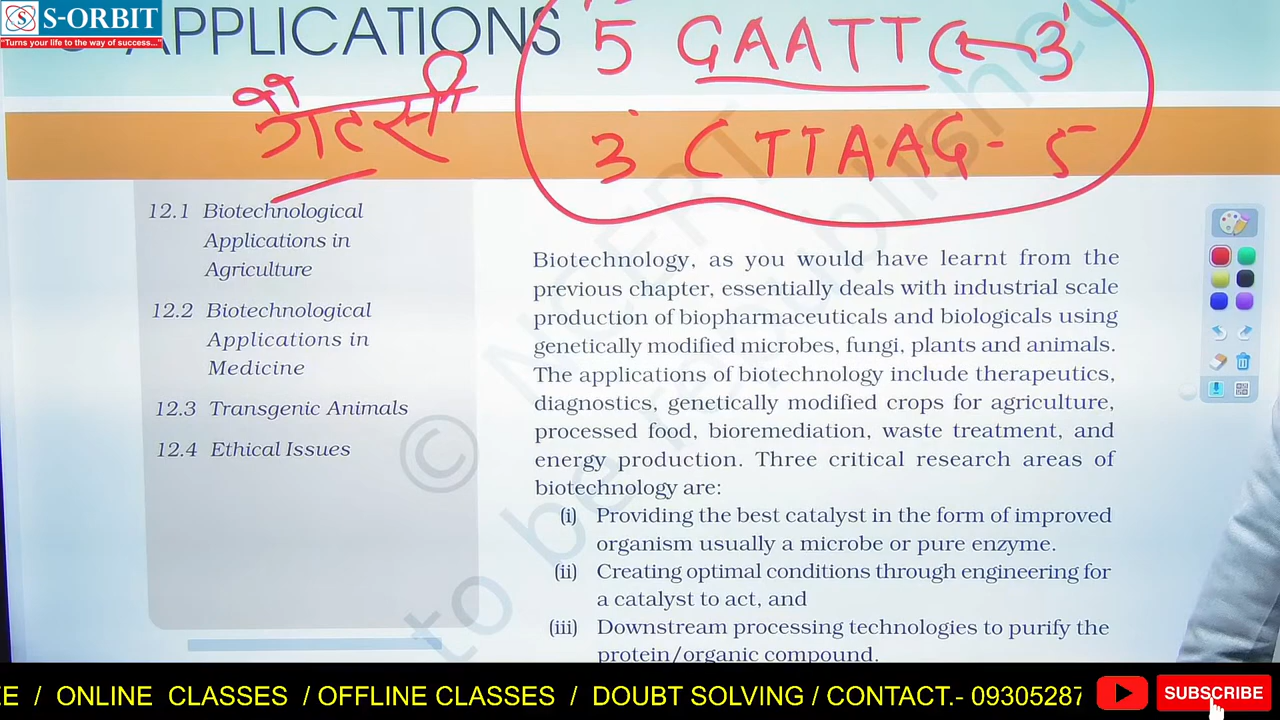 S-ORBIT
"Turns your life to the way of success..."
APPLICATIONS
5 GAATTC 3'
गैटसी
3' CTTAAG - 5
12.1 Biotechnological
Applications in
Agriculture
12.2 Biotechnological
Applications in
Medicine
12.3 Transgenic Animals
12.4 Ethical Issues
Biotechnology, as you would have learnt from the
previous chapter, essentially deals with industrial scale
production of biopharmaceuticals and biologicals using
genetically modified microbes, fungi, plants and animals.
The applications of biotechnology include therapeutics,
diagnostics, genetically modified crops for agriculture,
processed food, bioremediation, waste treatment, and
energy production. Three critical research areas of
biotechnology are:
(i) Providing the best catalyst in the form of improved
organism usually a microbe or pure enzyme.
(ii) Creating optimal conditions through engineering for
a catalyst to act, and
(iii) Downstream processing technologies to purify the
protein/organic compound.
© NCERT
to be republished
EE / ONLINE CLASSES / OFFLINE CLASSES / DOUBT SOLVING / CONTACT.- 09305287
SUBSCRIBE